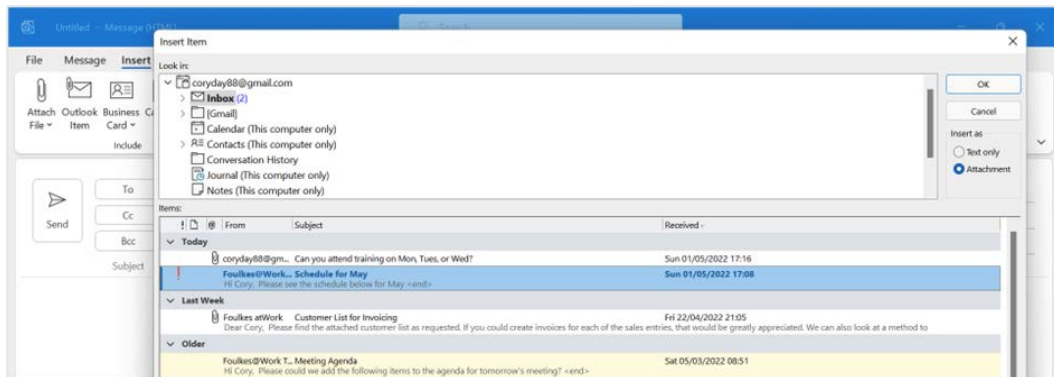 Untitled - Message (HTML)
Search
Insert Item
File Message Insert
Look in:
coryday88@gmail.com
Inbox (2)
[Gmail]
Calendar (This computer only)
Contacts (This computer only)
Conversation History
Journal (This computer only)
Notes (This computer only)
OK
Cancel
Insert as
Text only
Attachment
Attach File
Outlook Item
Business Card
Include
Send
To
Cc
Bcc
Subject
Items:
! @ From Subject Received
Today
coryday88@gm... Can you attend training on Mon, Tues, or Wed? Sun 01/05/2022 17:16
Foulkes@Work... Schedule for May Sun 01/05/2022 17:08
Hi Cory, Please see the schedule below for May <end>
Last Week
Foulkes atWork Customer List for Invoicing Fri 22/04/2022 21:05
Dear Cory, Please find the attached customer list as requested. If you could create invoices for each of the sales entries, that would be greatly appreciated. We can also look at a method to
Older
Foulkes@Work T... Meeting Agenda Sat 05/03/2022 08:51
Hi Cory, Please could we add the following items to the agenda for tomorrow's meeting? <end>